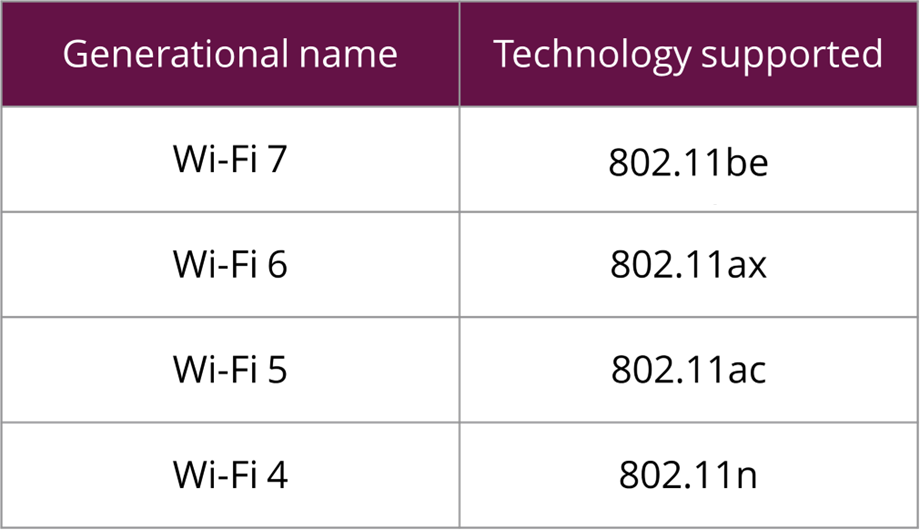 Generational name Technology supported
Wi-Fi 7 802.11be
Wi-Fi 6 802.11ax
Wi-Fi 5 802.11ac
Wi-Fi 4 802.11n